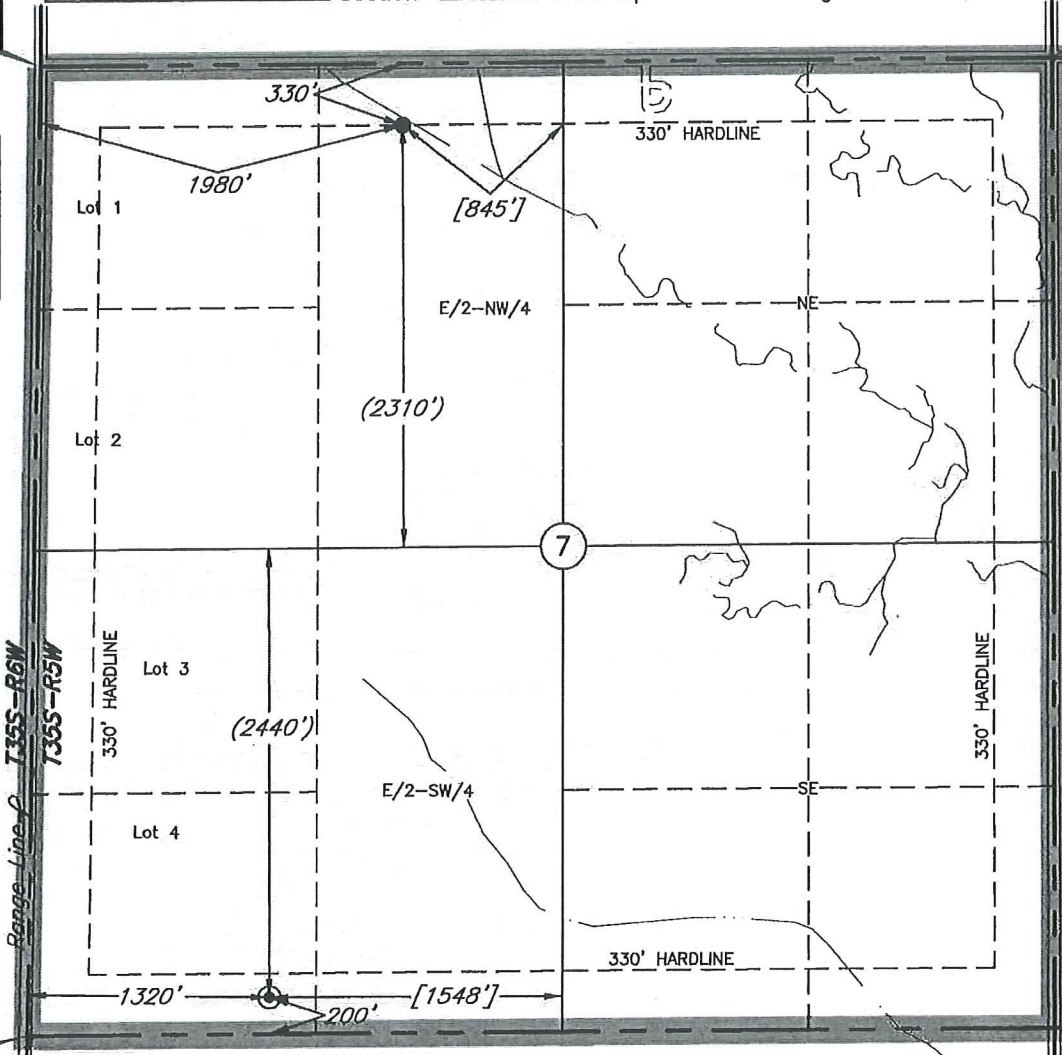 330'
330' HARDLINE
1980'
[845']
Lot 1
E/2-NW/4
NE
(2310')
Lot 2
7
T35S-R6W
T35S-R5W
330' HARDLINE
Lot 3
330' HARDLINE
(2440')
E/2-SW/4
SE
Lot 4
Range Line
330' HARDLINE
1320'
[1548']
200'